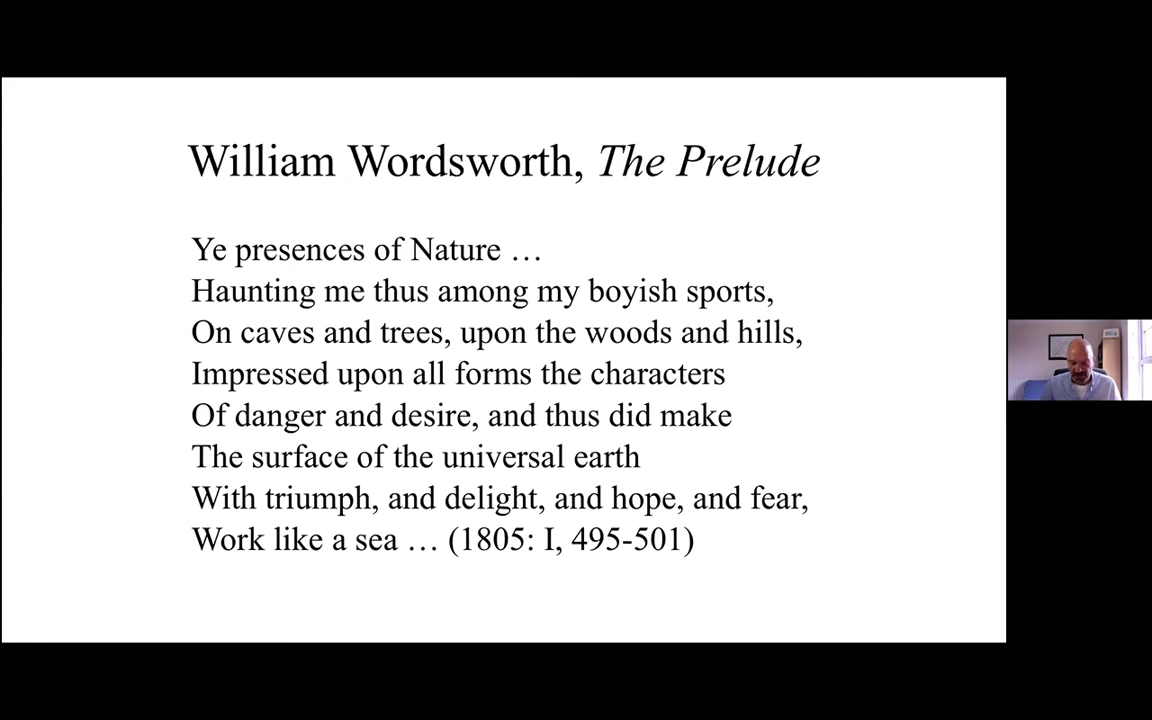 William Wordsworth, The Prelude
Ye presences of Nature …
Haunting me thus among my boyish sports,
On caves and trees, upon the woods and hills,
Impressed upon all forms the characters
Of danger and desire, and thus did make
The surface of the universal earth
With triumph, and delight, and hope, and fear,
Work like a sea … (1805: I, 495-501)